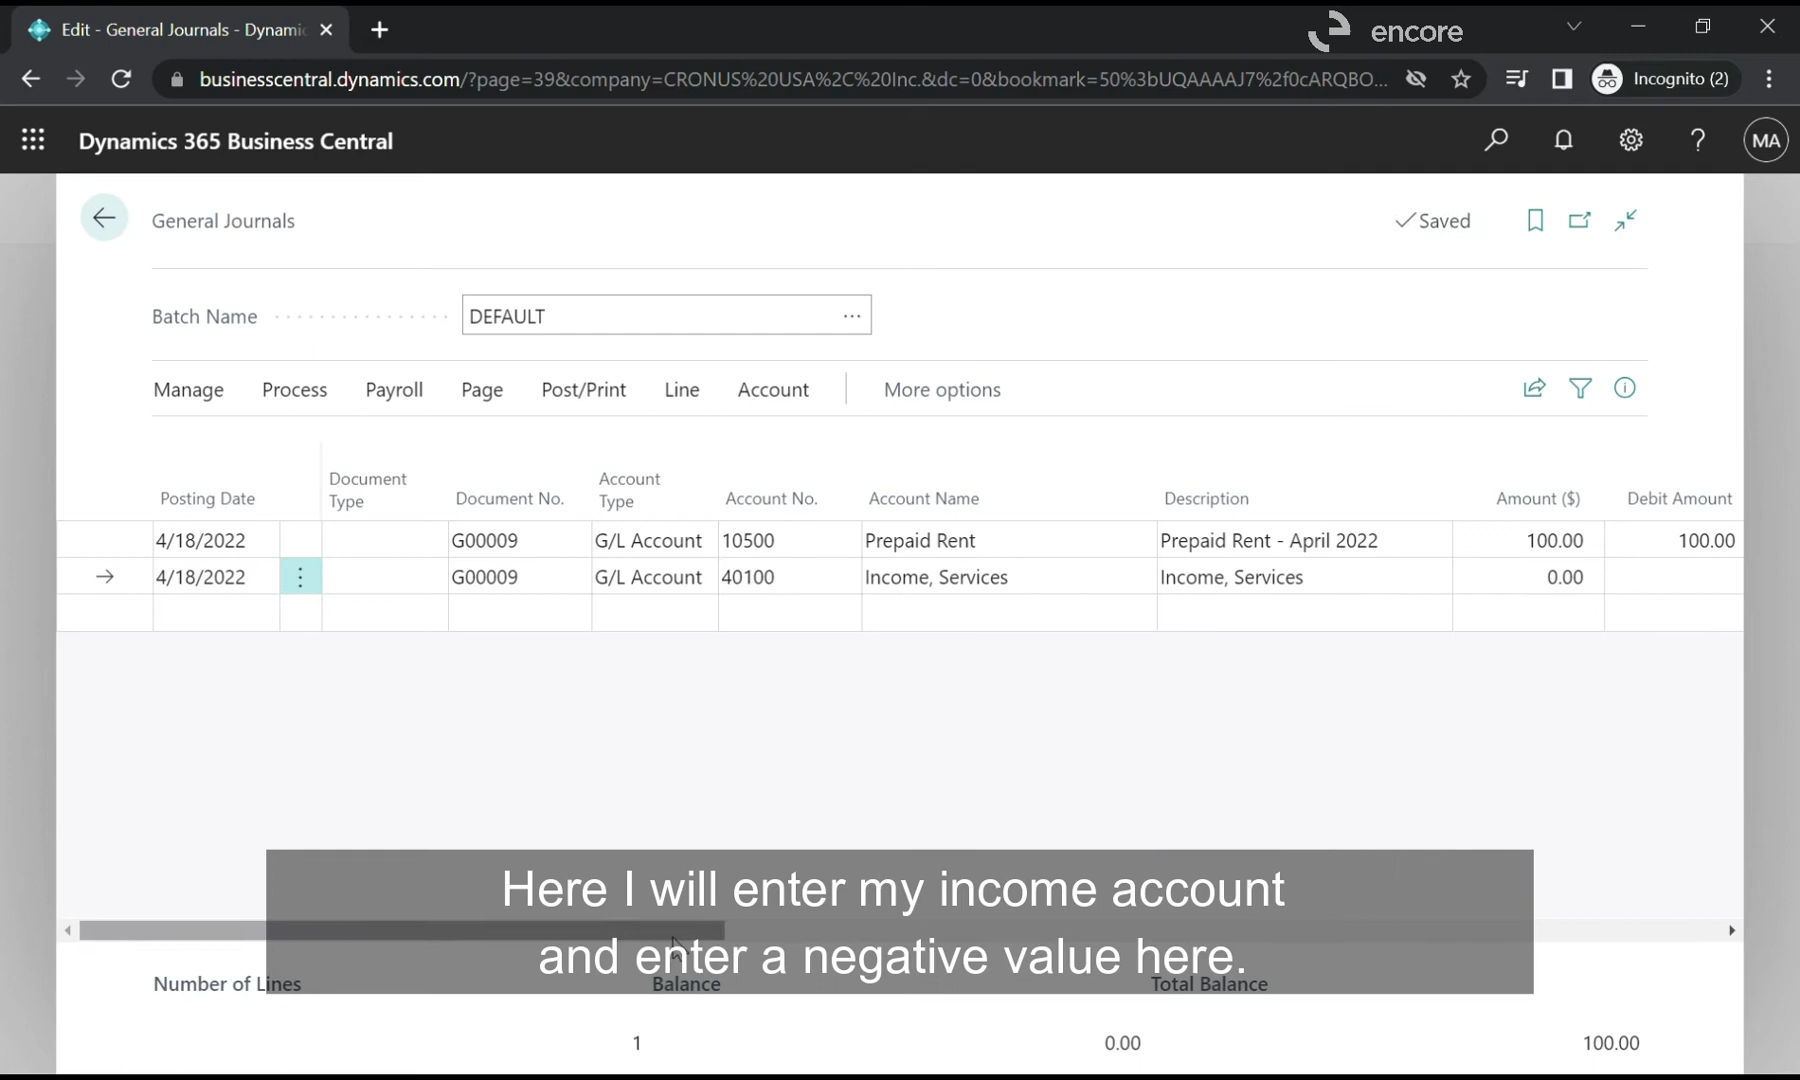 Edit - General Journals - Dynamic
encore
businesscentral.dynamics.com/?page=39&company=CRONUS%20USA%2C%20Inc.&dc=0&bookmark=50%3bUQAAAAJ7%2f0cARQBO...
Incognito (2)
Dynamics 365 Business Central
MA
General Journals
Saved
Batch Name
DEFAULT
Manage Process Payroll Page Post/Print Line Account More options
Posting Date Document Type Document No. Account Type Account No. Account Name Description Amount ($) Debit Amount
4/18/2022 G00009 G/L Account 10500 Prepaid Rent Prepaid Rent - April 2022 100.00 100.00
4/18/2022 G00009 G/L Account 40100 Income, Services Income, Services 0.00
Here I will enter my income account
and enter a negative value here.
Number of Lines Balance Total Balance
1 0.00 100.00